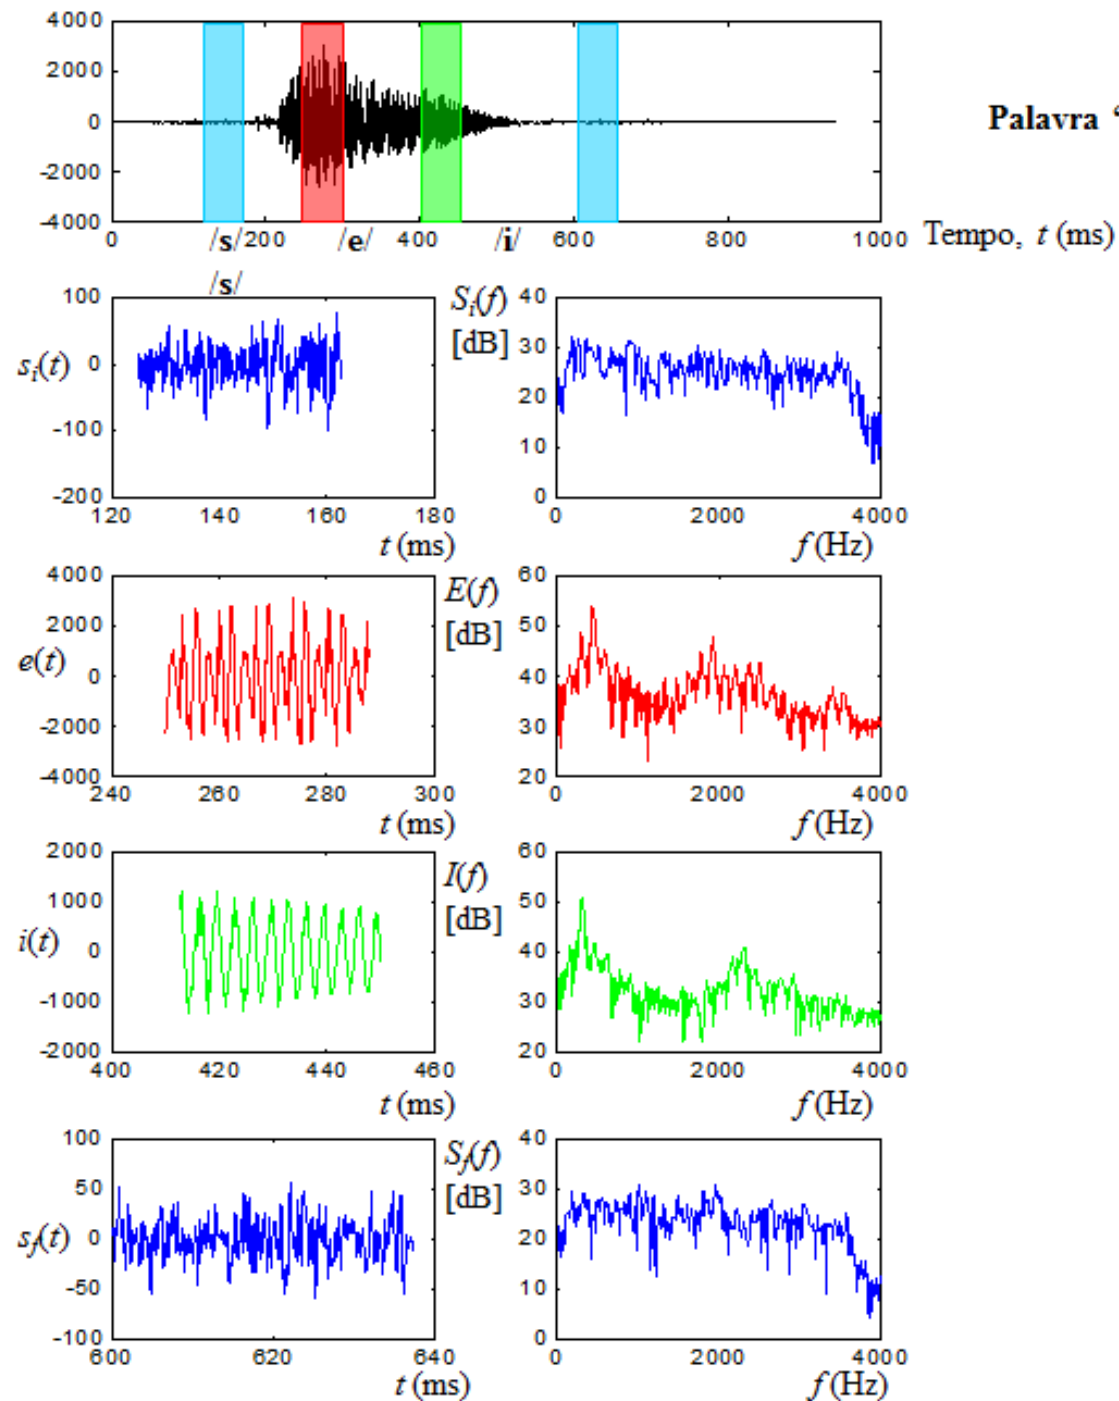 4000
2000
0
-2000
-4000
0 200 400 600 800 1000
/s/ /e/ /i/
/s/
Tempo, t (ms)
Palavra “
100
0
-100
-200
120 140 160 180
si(t)
t (ms)
Si(f)
[dB]
40
30
20
10
0
0 2000 4000
f (Hz)
4000
2000
0
-2000
-4000
240 260 280 300
e(t)
t (ms)
E(f)
[dB]
60
50
40
30
20
0 2000 4000
f (Hz)
2000
1000
0
-1000
-2000
400 420 440 460
i(t)
t (ms)
I(f)
[dB]
60
50
40
30
20
0 2000 4000
f (Hz)
100
50
0
-50
-100
600 620 640
sf(t)
t (ms)
Sf(f)
[dB]
40
30
20
10
0
0 2000 4000
f (Hz)